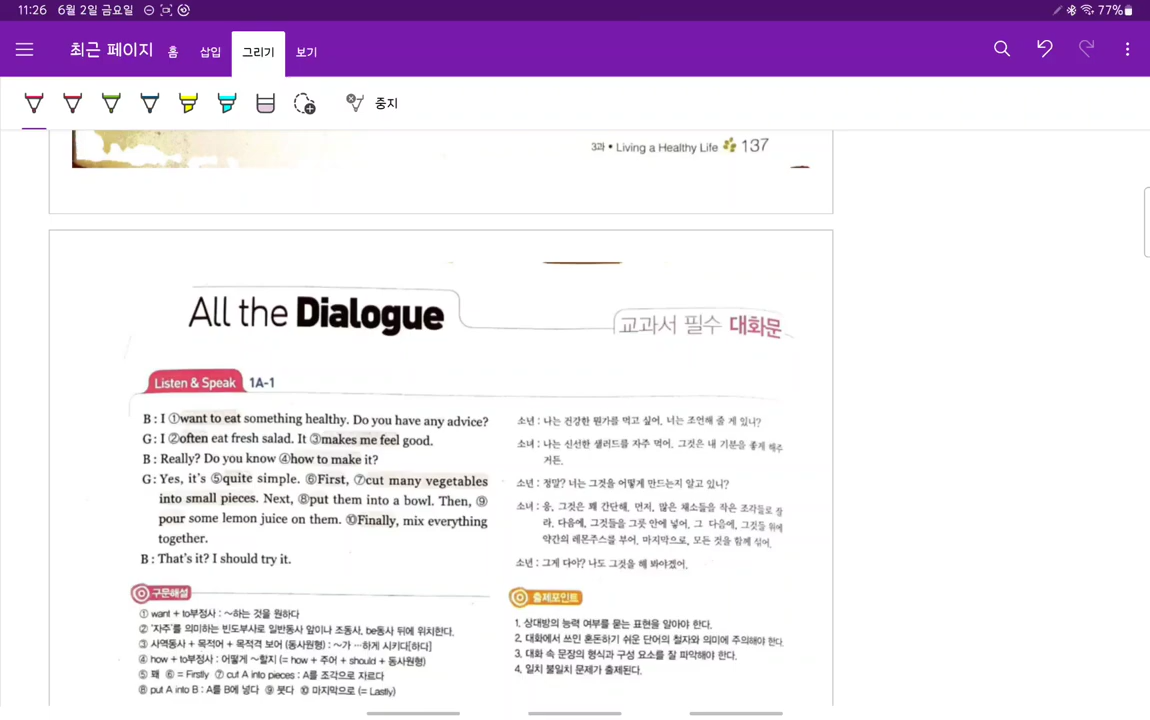 11:26 6월 2일 금요일
77%
최근 페이지 홈 삽입 그리기 보기
중지
3과 • Living a Healthy Life 137
All the Dialogue
교과서 필수 대화문
Listen & Speak 1A-1
B : I ①want to eat something healthy. Do you have any advice?
G : I ②often eat fresh salad. It ③makes me feel good.
B : Really? Do you know ④how to make it?
G : Yes, it's ⑤quite simple. ⑥First, ⑦cut many vegetables
into small pieces. Next, ⑧put them into a bowl. Then, ⑨
pour some lemon juice on them. ⑩Finally, mix everything
together.
B : That's it? I should try it.
소년 : 나는 건강한 뭔가를 먹고 싶어. 너는 조언해 줄 게 있니?
소녀 : 나는 신선한 샐러드를 자주 먹어. 그것은 내 기분을 좋게 해주
거든.
소년 : 정말? 너는 그것을 어떻게 만드는지 알고 있니?
소녀 : 응, 그것은 꽤 간단해. 먼저, 많은 채소들을 작은 조각들로 잘
라. 다음에, 그것들을 그릇 안에 넣어. 그 다음에, 그것들 위에
약간의 레몬주스를 부어. 마지막으로, 모든 것을 함께 섞어.
소년 : 그게 다야? 나도 그것을 해 봐야겠어.
구문해설
① want + to부정사 : ~하는 것을 원하다
② '자주'를 의미하는 빈도부사로 일반동사 앞이나 조동사, be동사 뒤에 위치한다.
③ 사역동사 + 목적어 + 목적격 보어 (동사원형) : ~가 …하게 시키다[하다]
④ how + to부정사 : 어떻게 ~할지 (= how + 주어 + should + 동사원형)
⑤ 꽤 ⑥ = Firstly ⑦ cut A into pieces : A를 조각으로 자르다
⑧ put A into B : A를 B에 넣다 ⑨ 붓다 ⑩ 마지막으로 (= Lastly)
출제포인트
1. 상대방의 능력 여부를 묻는 표현을 알아야 한다.
2. 대화에서 쓰인 혼돈하기 쉬운 단어의 철자와 의미에 주의해야 한다.
3. 대화 속 문장의 형식과 구성 요소를 잘 파악해야 한다.
4. 일치 불일치 문제가 출제된다.